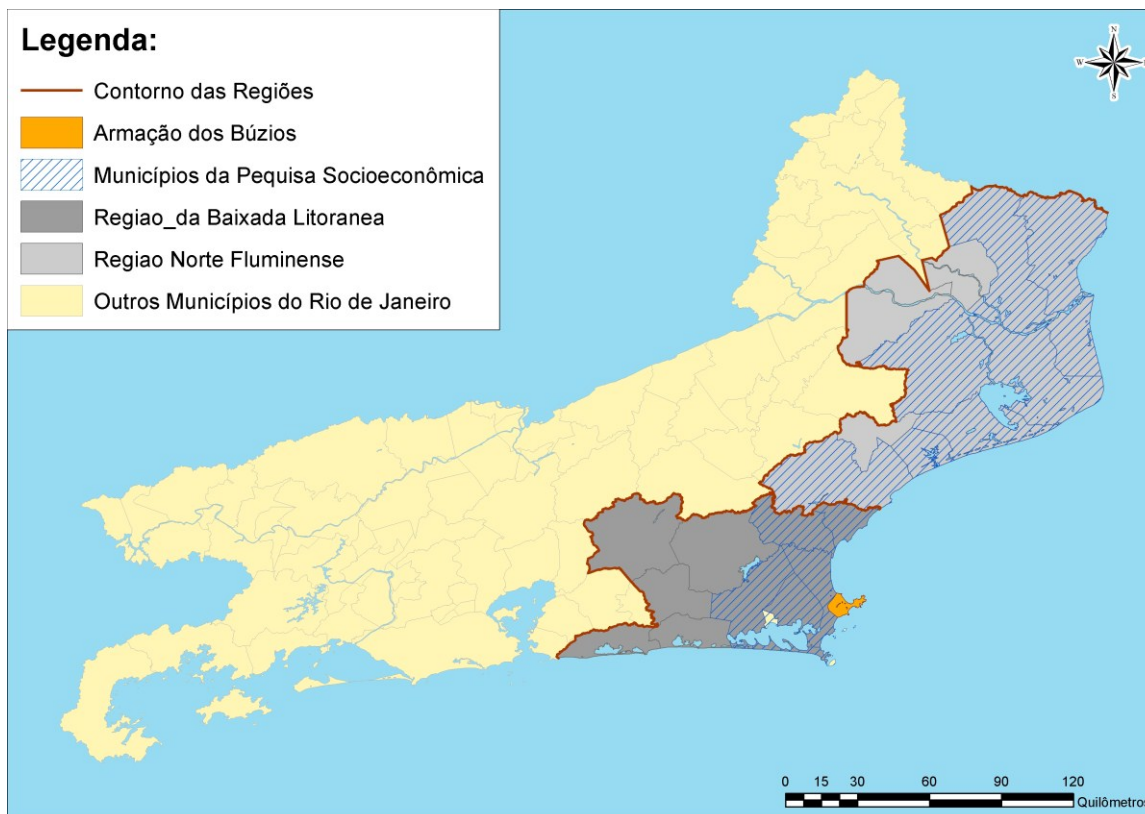 Legenda:
Contorno das Regiões
Armação dos Búzios
Municípios da Pequisa Socioeconômica
Regiao_da Baixada Litoranea
Regiao Norte Fluminense
Outros Municípios do Rio de Janeiro
N
W
S
0 15 30 60 90 120
Quilômetros